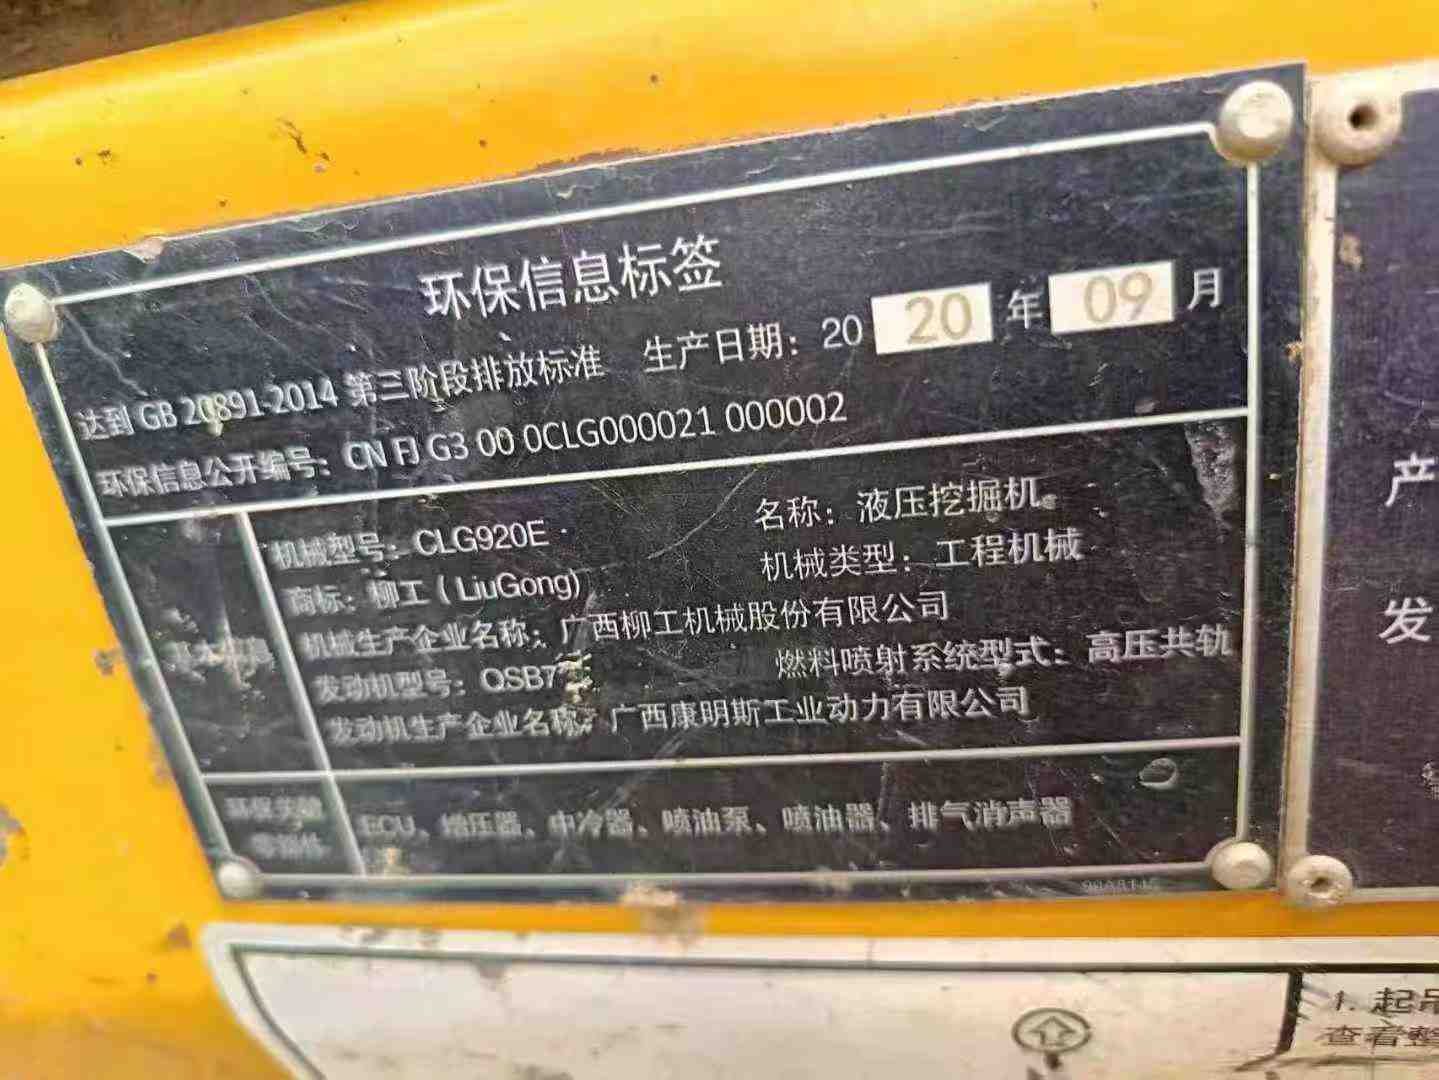 环保信息标签
达到 GB 20891-2014 第三阶段排放标准 生产日期：20 20 年 09 月
环保信息公开编号：CN FJ G3 00 0CLG000021 000002
机械型号：CLG920E 名称：液压挖掘机
商标：柳工（LiuGong) 机械类型：工程机械
机械生产企业名称：广西柳工机械股份有限公司
基本信息
发动机型号：QSB7 燃料喷射系统型式：高压共轨
发动机生产企业名称：广西康明斯工业动力有限公司
环保关键
零部件
ECU、增压器、中冷器、喷油泵、喷油器、排气消声器
产
发
1. 起吊
查看整